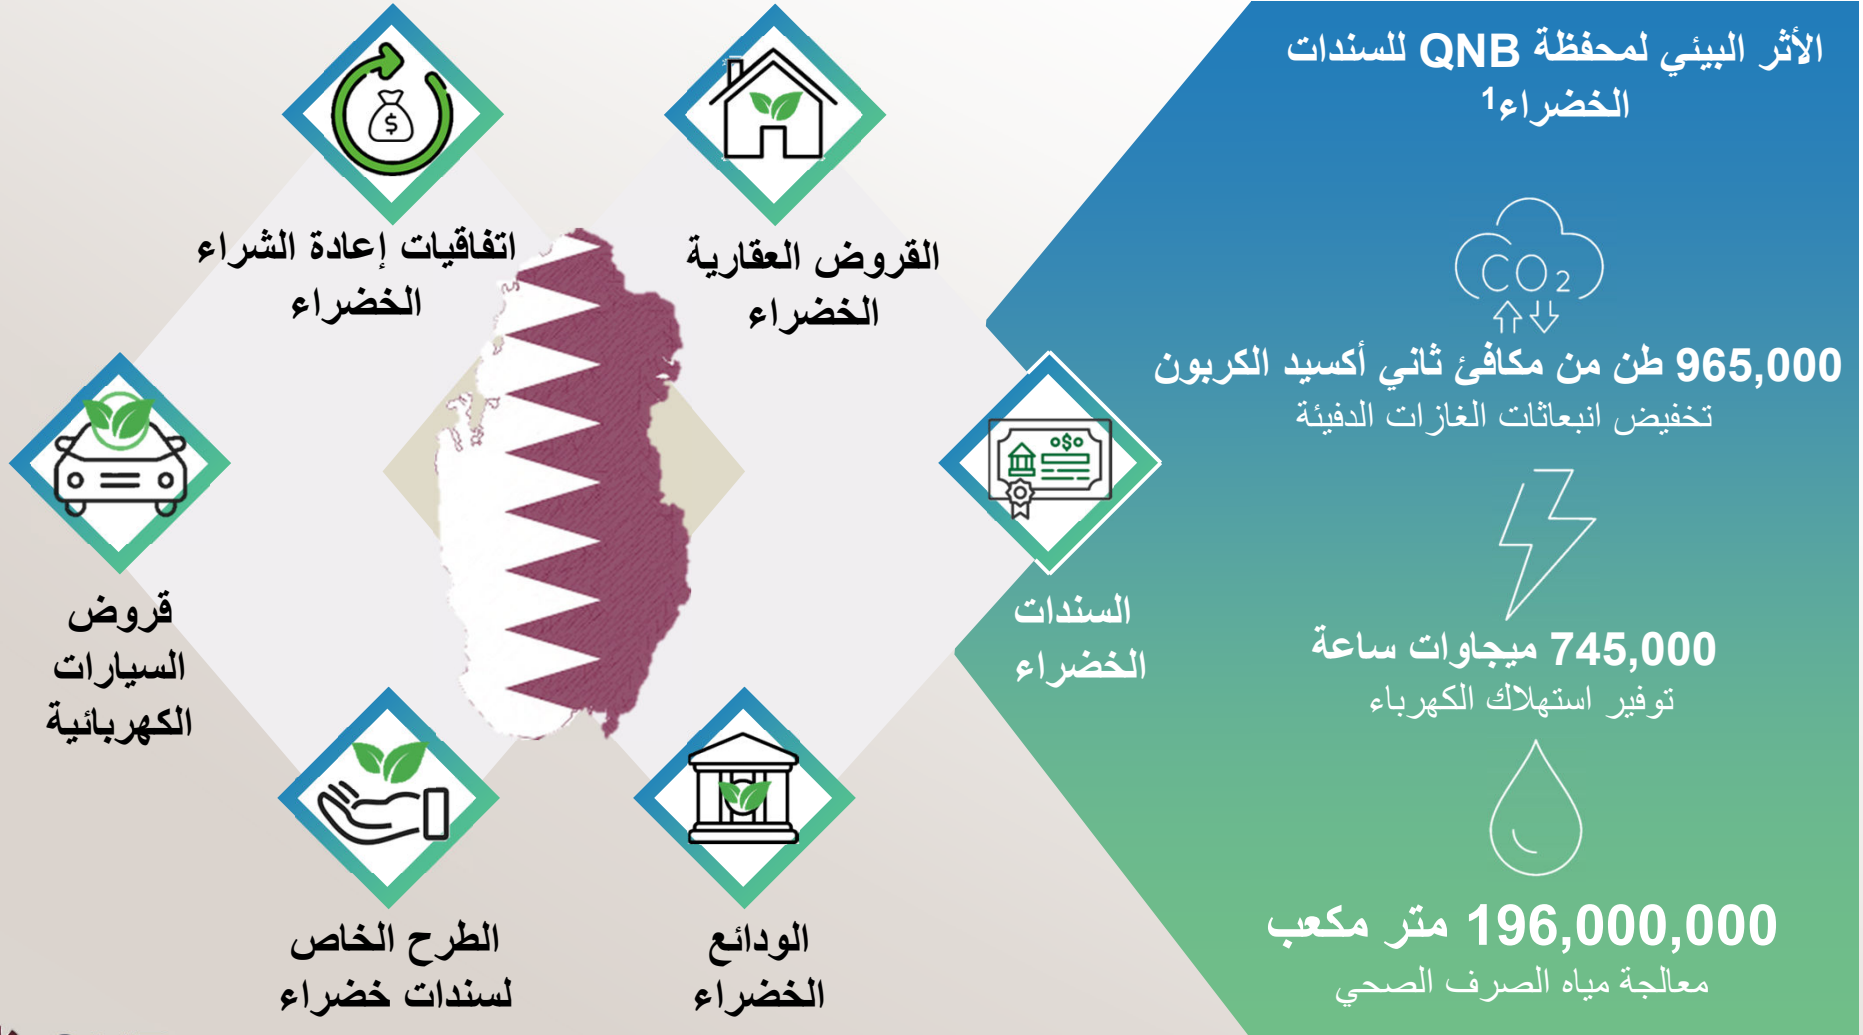 الأثر البيئي لمحفظة QNB للسندات
الخضراء1
CO2
965,000 طن من مكافئ ثاني أكسيد الكربون
تخفيض انبعاثات الغازات الدفيئة
745,000 ميجاوات ساعة
توفير استهلاك الكهرباء
196,000,000 متر مكعب
معالجة مياه الصرف الصحي
القروض العقارية
الخضراء
$
اتفاقيات إعادة الشراء
الخضراء
$
السندات
الخضراء
قروض
السيارات
الكهربائية
الودائع
الخضراء
الطرح الخاص
لسندات خضراء